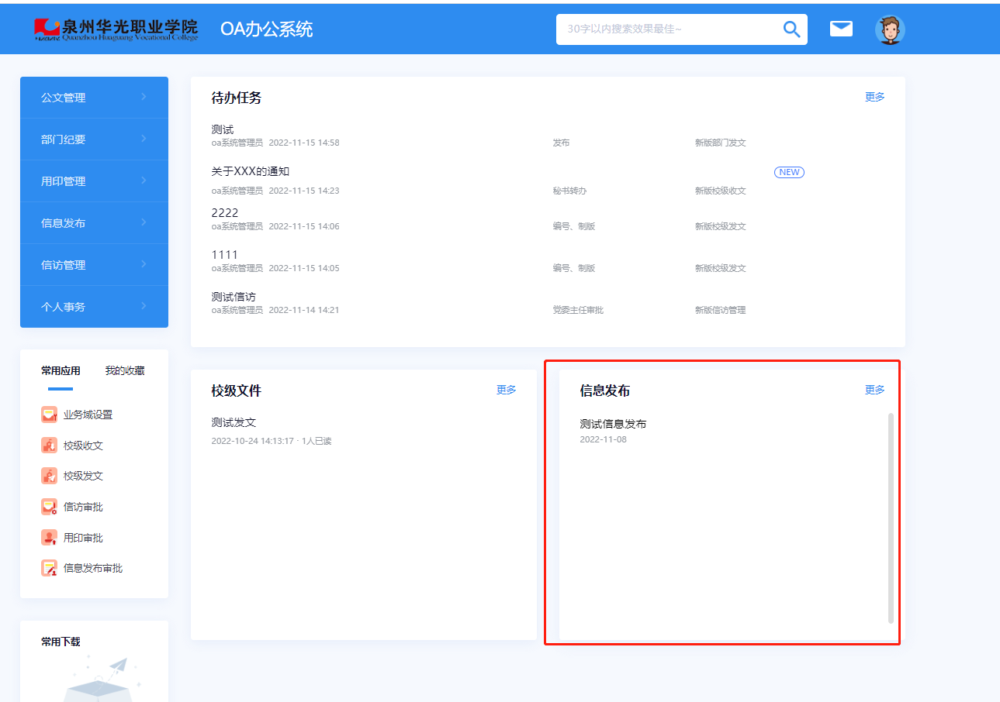 泉州华光职业学院
Quanzhou Huaguang Vocational College
OA办公系统
30字以内搜索效果最佳~
公文管理
部门纪要
用印管理
信息发布
信访管理
个人事务
常用应用 我的收藏
业务域设置
校级收文
校级发文
信访审批
用印审批
信息发布审批
常用下载
待办任务 更多
测试
oa系统管理员 2022-11-15 14:58 发布 新版部门发文
关于XXX的通知 NEW
oa系统管理员 2022-11-15 14:23 秘书转办 新版校级收文
2222
oa系统管理员 2022-11-15 14:06 编号、制版 新版校级发文
1111
oa系统管理员 2022-11-15 14:05 编号、制版 新版校级发文
测试信访
oa系统管理员 2022-11-14 14:21 党委主任审批 新版信访管理
校级文件 更多
测试发文
2022-10-24 14:13:17 · 1人已读
信息发布 更多
测试信息发布
2022-11-08